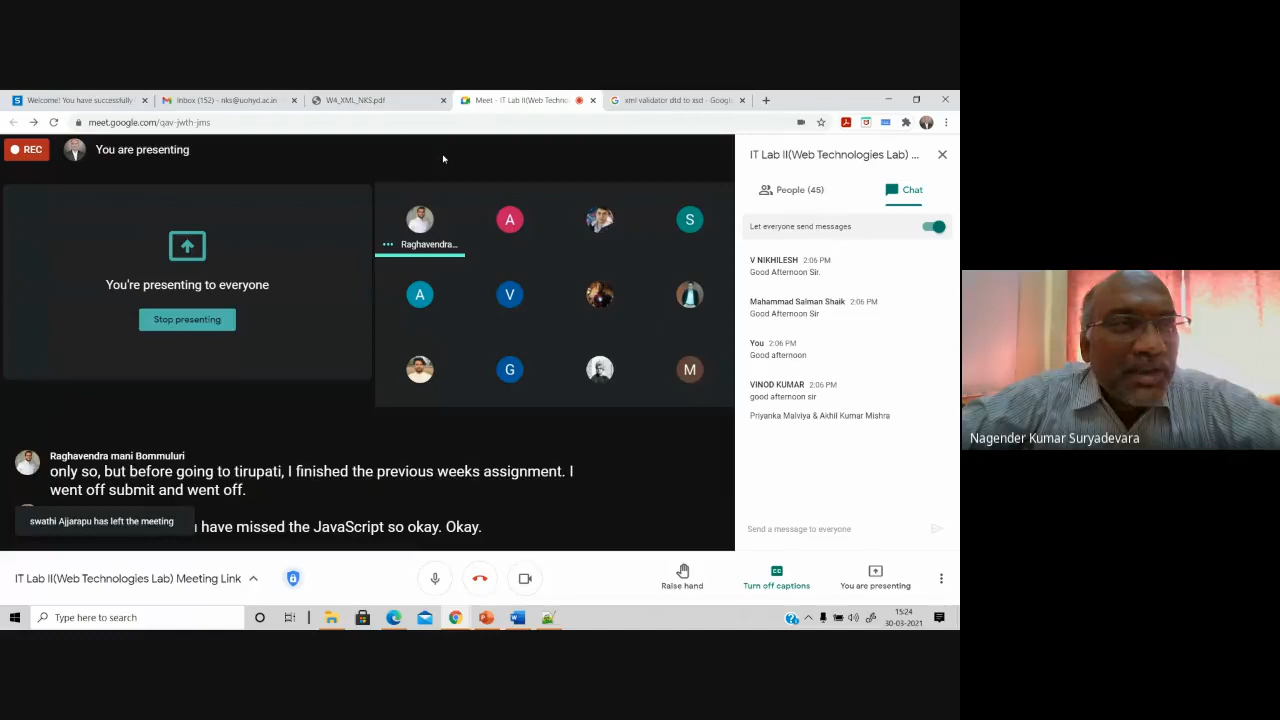 Welcome! You have successfully
Inbox (152) - nks@uohyd.ac.in
W4_XML_NKS.pdf
Meet - IT Lab II(Web Techno
xml validator dtd to xsd - Google
meet.google.com/qav-jwth-jms
REC
You are presenting
You're presenting to everyone
Stop presenting
Raghavendra...
A
S
A
V
G
M
IT Lab II(Web Technologies Lab) ...
People (45)
Chat
Let everyone send messages
V NIKHILESH 2:06 PM
Good Afternoon Sir.
Mahammad Salman Shaik 2:06 PM
Good Afternoon Sir
You 2:06 PM
Good afternoon
VINOD KUMAR 2:06 PM
good afternoon sir
Priyanka Malviya & Akhil Kumar Mishra
Send a message to everyone
Raghavendra mani Bommuluri
only so, but before going to tirupati, I finished the previous weeks assignment. I
went off submit and went off.
swathi Ajjarapu has left the meeting
have missed the JavaScript so okay. Okay.
IT Lab II(Web Technologies Lab) Meeting Link
Raise hand
Turn off captions
You are presenting
Type here to search
15:24
30-03-2021
Nagender Kumar Suryadevara